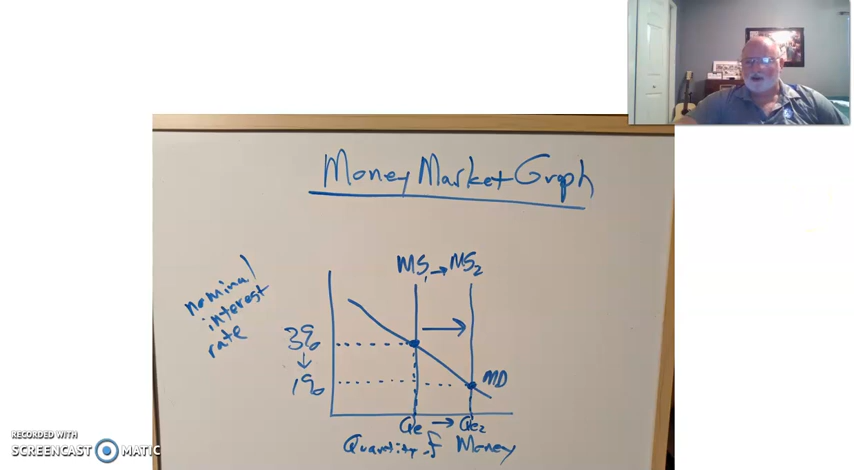 Money Market Graph
MS₁ → MS₂
nominal
interest
rate
3%
1%
MD
Qe → Qe₂
Quantity of Money
RECORDED WITH
SCREENCAST MATIC